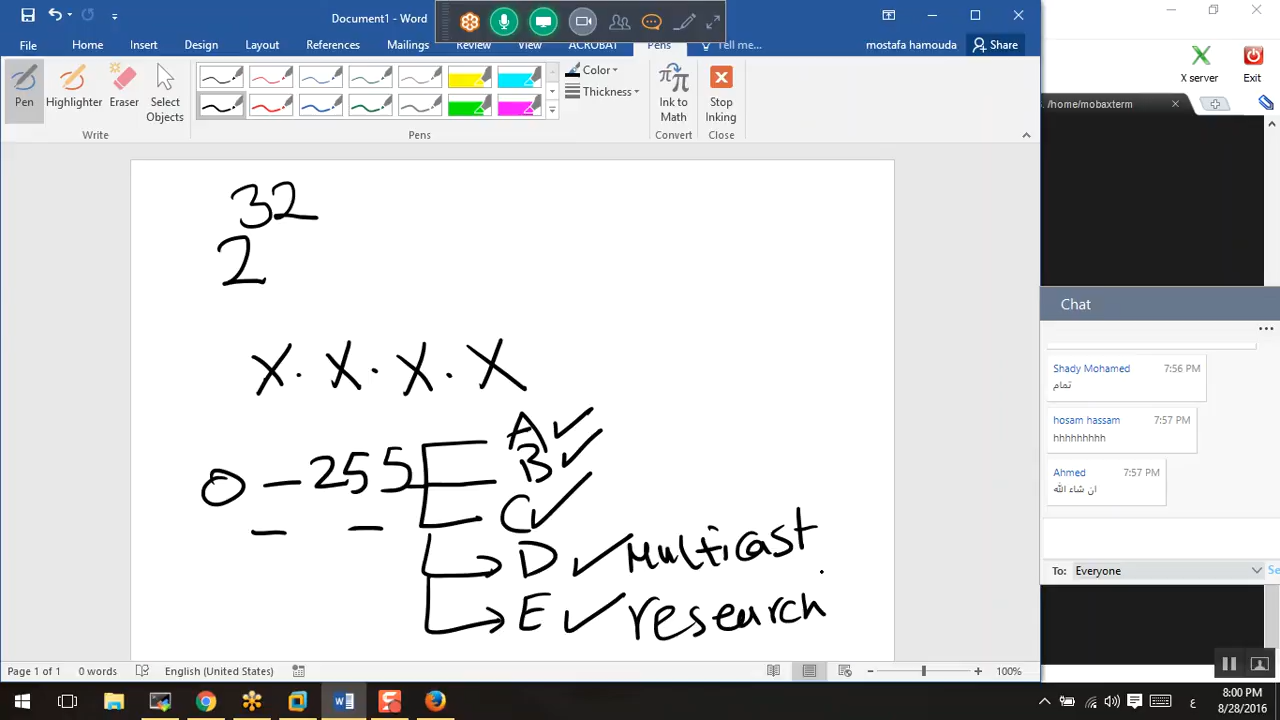 Document1 - Word
File Home Insert Design Layout References Mailings Review ACROBAT Pens Tell me... mostafa hamouda Share
Pen Highlighter Eraser Select Objects
Color
Thickness
Ink to Math
Stop Inking
Write Pens Convert Close
X server Exit
/home/mobaxterm
32
2
X . X . X . X
0 - 255
A ✓
B ✓
C ✓
D ✓ Multicast
E ✓ research
Chat
Shady Mohamed 7:56 PM
تمام
hosam hassam 7:57 PM
hhhhhhhhh
Ahmed 7:57 PM
ان شاء الله
To: Everyone Se
Page 1 of 1 0 words English (United States) 100%
ع 8:00 PM
8/28/2016